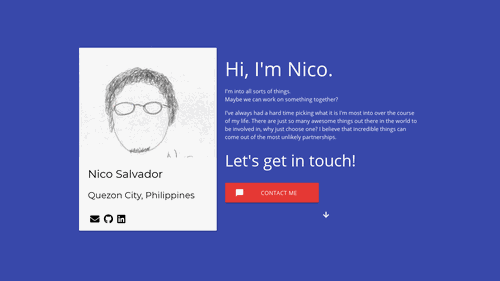 Hi, I'm Nico.
I'm into all sorts of things.
Maybe we can work on something together?
I've always had a hard time picking what it is I'm most into over the course
of my life. There are just so many awesome things out there in the world to
be involved in, why just choose one? I believe that incredible things can
come out of the most unlikely partnerships.
Let's get in touch!
CONTACT ME
Nico Salvador
Quezon City, Philippines